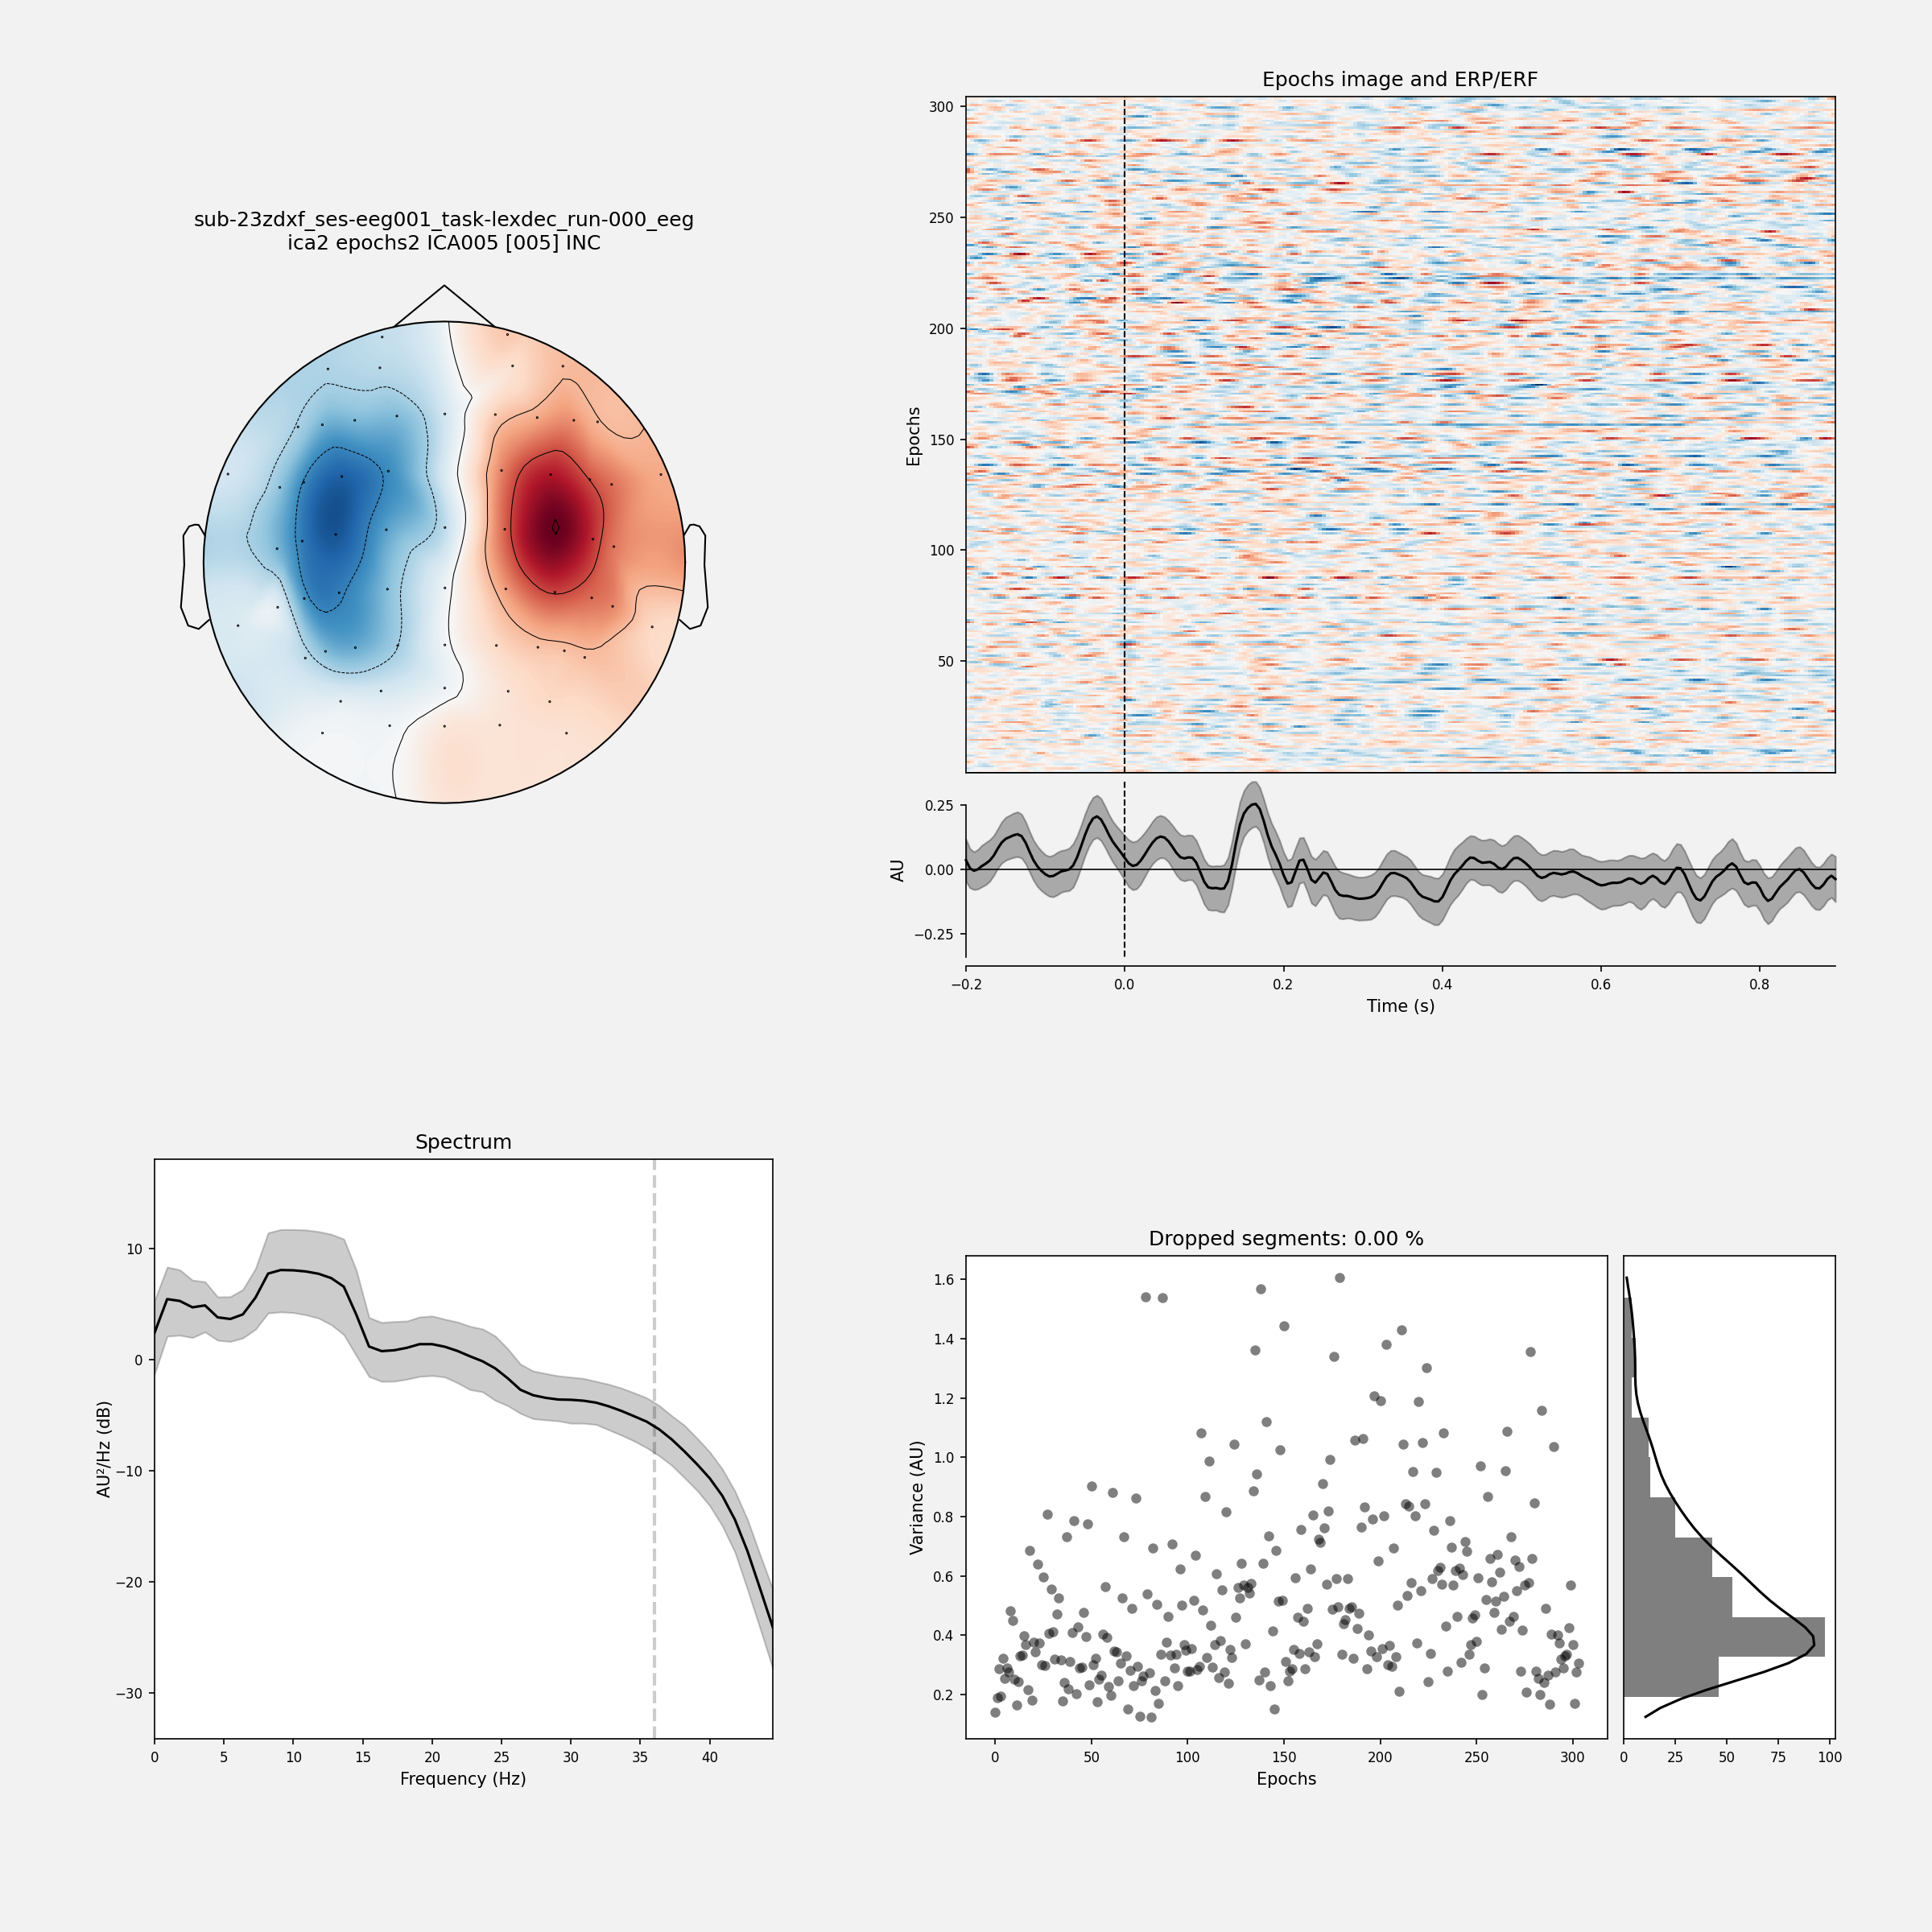 sub-23zdxf_ses-eeg001_task-lexdec_run-000_eeg
ica2 epochs2 ICA005 [005] INC
Epochs image and ERP/ERF
300
250
200
150
100
50
Epochs
0.25
0.00
−0.25
AU
−0.2 0.0 0.2 0.4 0.6 0.8
Time (s)
Spectrum
10
0
−10
−20
−30
AU²/Hz (dB)
0 5 10 15 20 25 30 35 40
Frequency (Hz)
Dropped segments: 0.00 %
1.6
1.4
1.2
1.0
0.8
0.6
0.4
0.2
Variance (AU)
0 50 100 150 200 250 300
Epochs
0 25 50 75 100